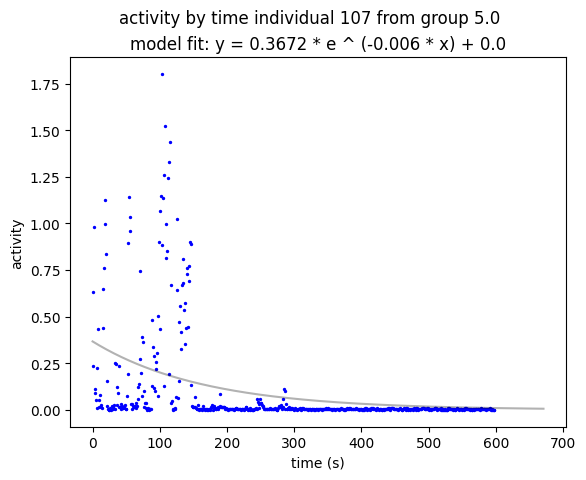 activity by time individual 107 from group 5.0
model fit: y = 0.3672 * e ^ (-0.006 * x) + 0.0
1.75
1.50
1.25
1.00
0.75
0.50
0.25
0.00
activity
0 100 200 300 400 500 600 700
time (s)